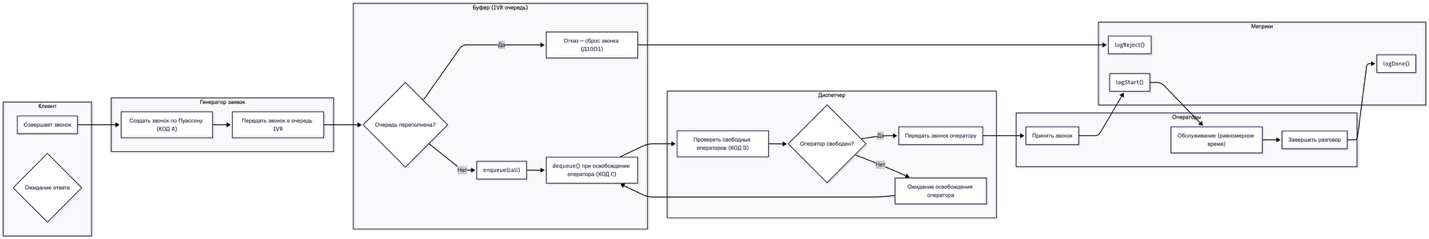 Клиент
Совершает звонок
Ожидание ответа
Генератор заявок
Создать звонок по Пуассону
(КОД A)
Передать звонок в очередь
IVR
Буфер (IVR очередь)
Очередь переполнена?
Да
Отказ — сброс звонка
(Д10О1)
Нет
enqueue(call)
dequeue() при освобождении
оператора (КОД C)
Диспетчер
Проверить свободных
операторов (КОД D)
Оператор свободен?
Да
Передать звонок оператору
Нет
Ожидание освобождения
оператора
Операторы
Принять звонок
Обслуживание (равномерное
время)
Завершить разговор
Метрики
logReject()
logStart()
logDone()